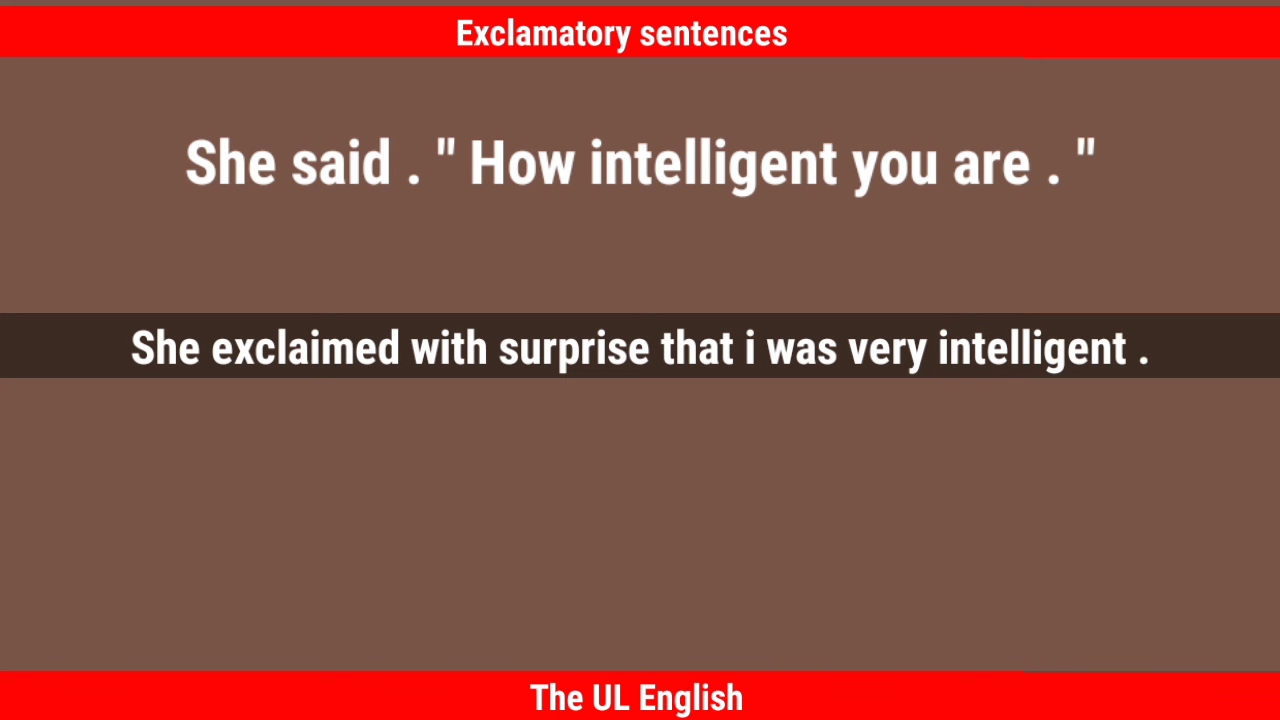 Exclamatory sentences
She said . " How intelligent you are . "
She exclaimed with surprise that i was very intelligent .
The UL English